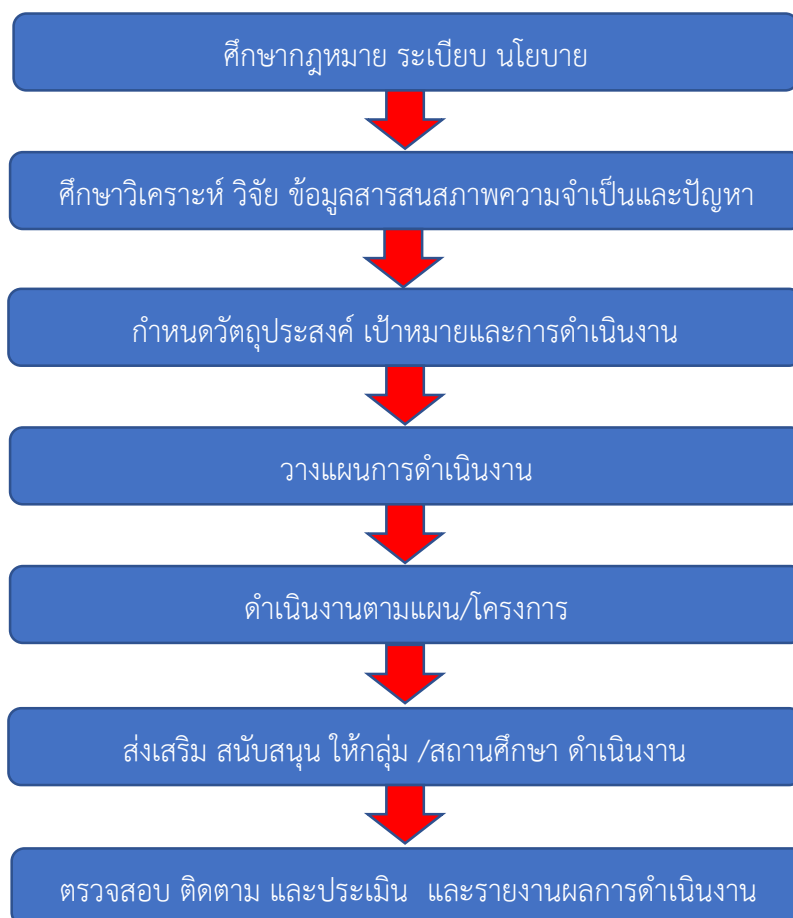 ศึกษากฎหมาย ระเบียบ นโยบาย
ศึกษาวิเคราะห์ วิจัย ข้อมูลสารสนสภาพความจำเป็นและปัญหา
กำหนดวัตถุประสงค์ เป้าหมายและการดำเนินงาน
วางแผนการดำเนินงาน
ดำเนินงานตามแผน/โครงการ
ส่งเสริม สนับสนุน ให้กลุ่ม /สถานศึกษา ดำเนินงาน
ตรวจสอบ ติดตาม และประเมิน และรายงานผลการดำเนินงาน